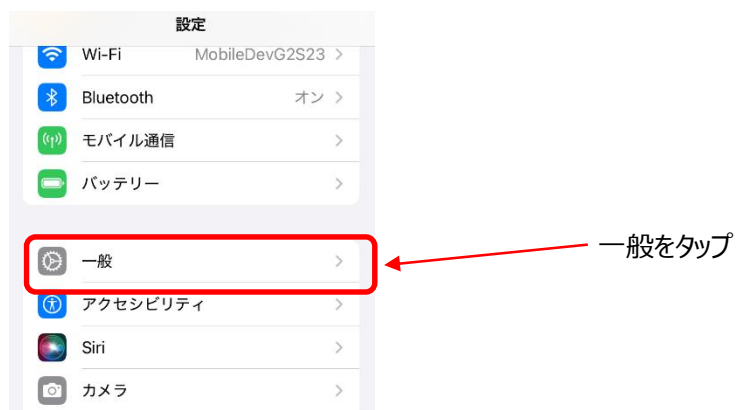 設定
Wi-Fi MobileDevG2S23
Bluetooth オン
モバイル通信
バッテリー
一般
一般をタップ
アクセシビリティ
Siri
カメラ